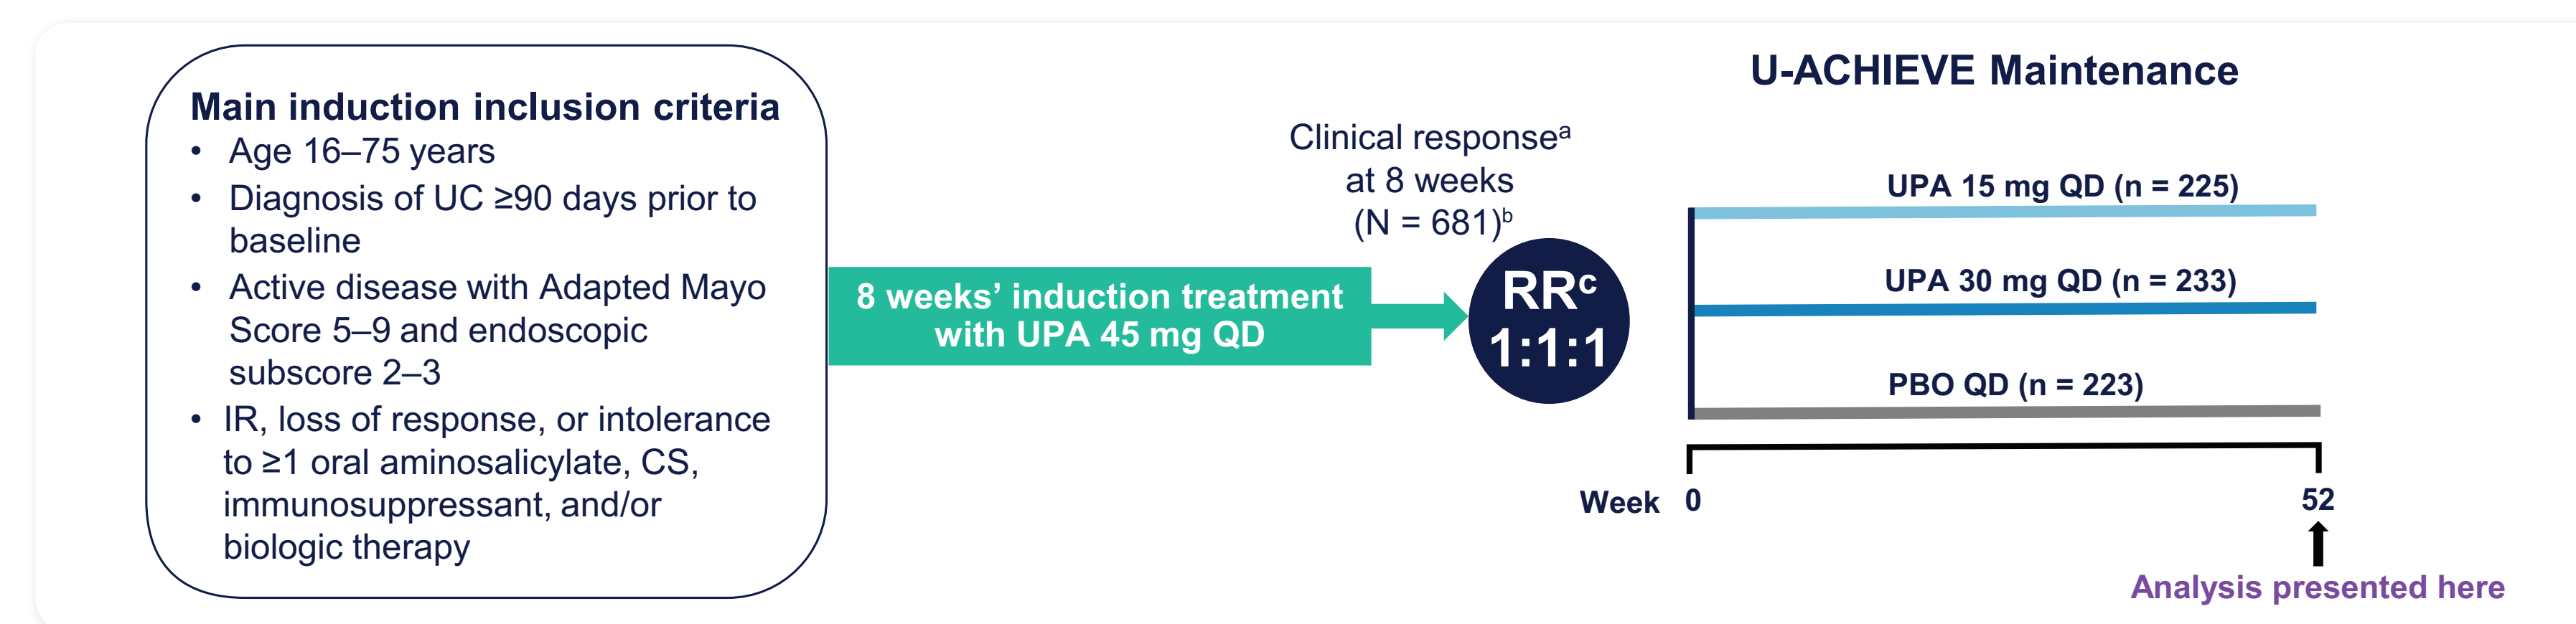 Main induction inclusion criteria
• Age 16–75 years
• Diagnosis of UC ≥90 days prior to
baseline
• Active disease with Adapted Mayo
Score 5–9 and endoscopic
subscore 2–3
• IR, loss of response, or intolerance
to ≥1 oral aminosalicylate, CS,
immunosuppressant, and/or
biologic therapy
8 weeks’ induction treatment
with UPA 45 mg QD
Clinical responseᵃ
at 8 weeks
(N = 681)ᵇ
RRᶜ
1:1:1
U-ACHIEVE Maintenance
UPA 15 mg QD (n = 225)
UPA 30 mg QD (n = 233)
PBO QD (n = 223)
Week 0 52
Analysis presented here